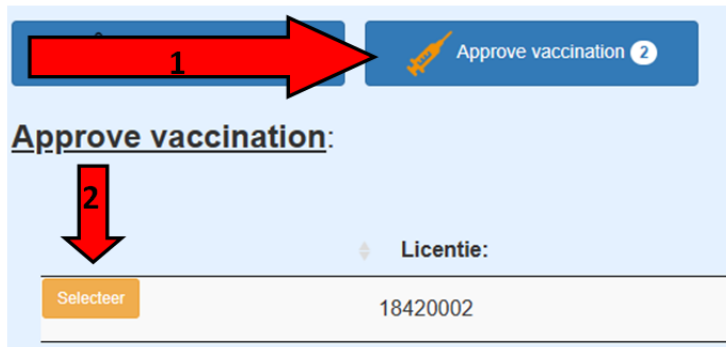 1
Approve vaccination 2
Approve vaccination:
2
Licentie:
Selecteer
18420002